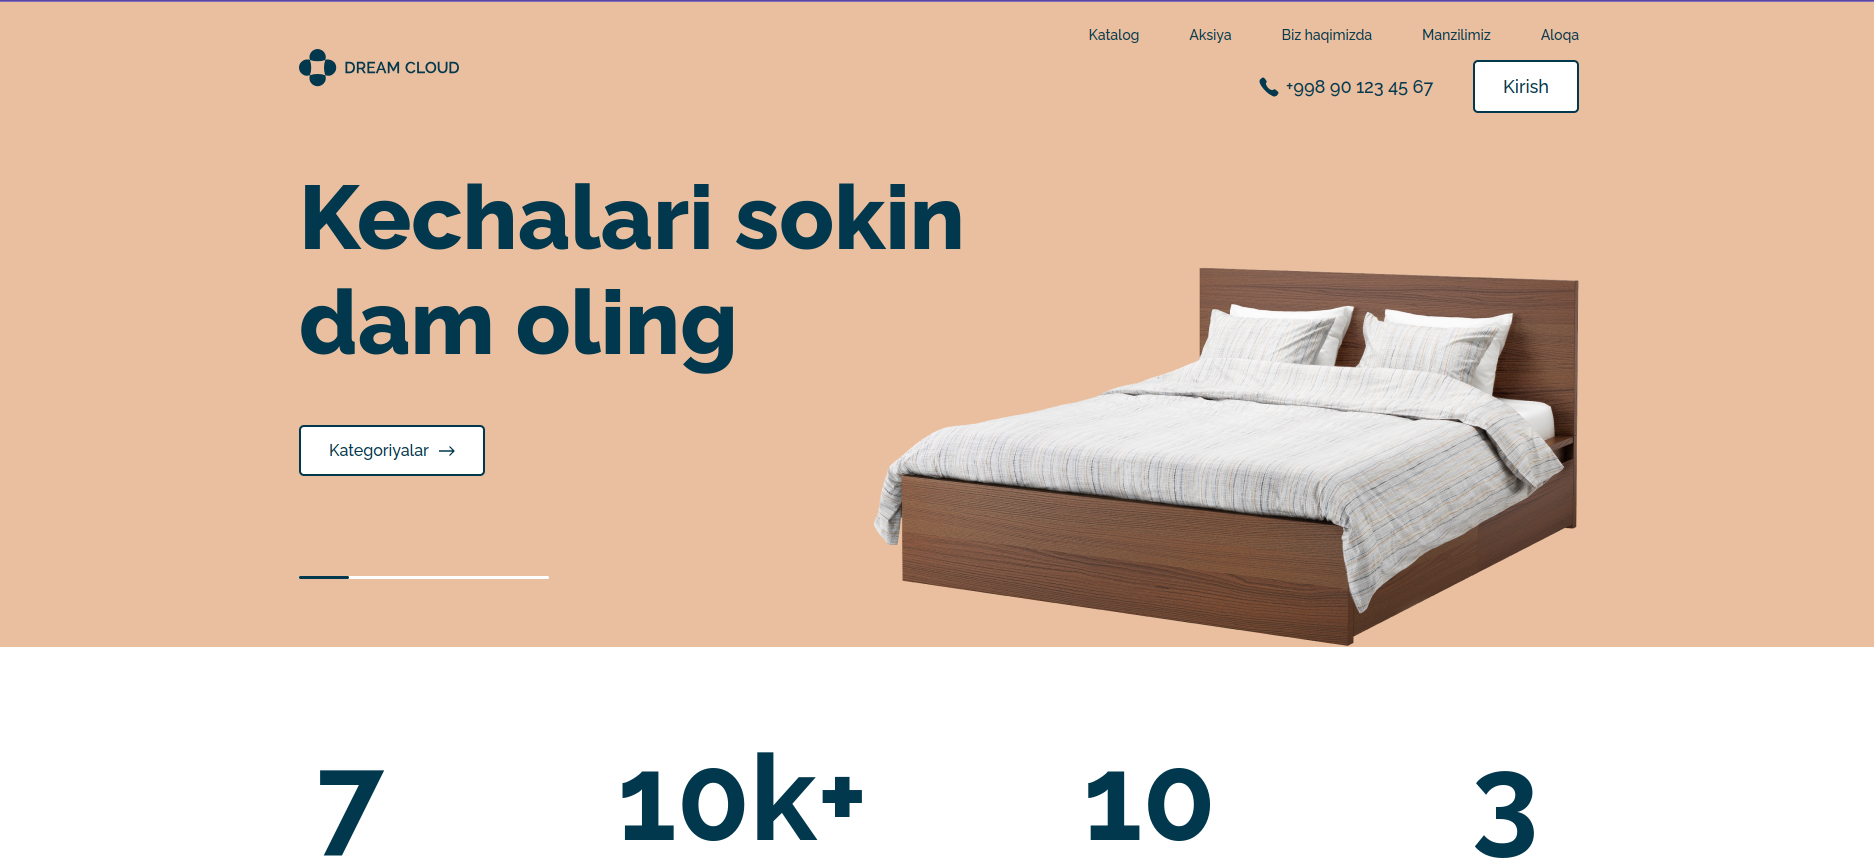 Katalog Aksiya Biz haqimizda Manzilimiz Aloqa
DREAM CLOUD
+998 90 123 45 67 Kirish
Kechalari sokin
dam oling
Kategoriyalar →
7 10k+ 10 3